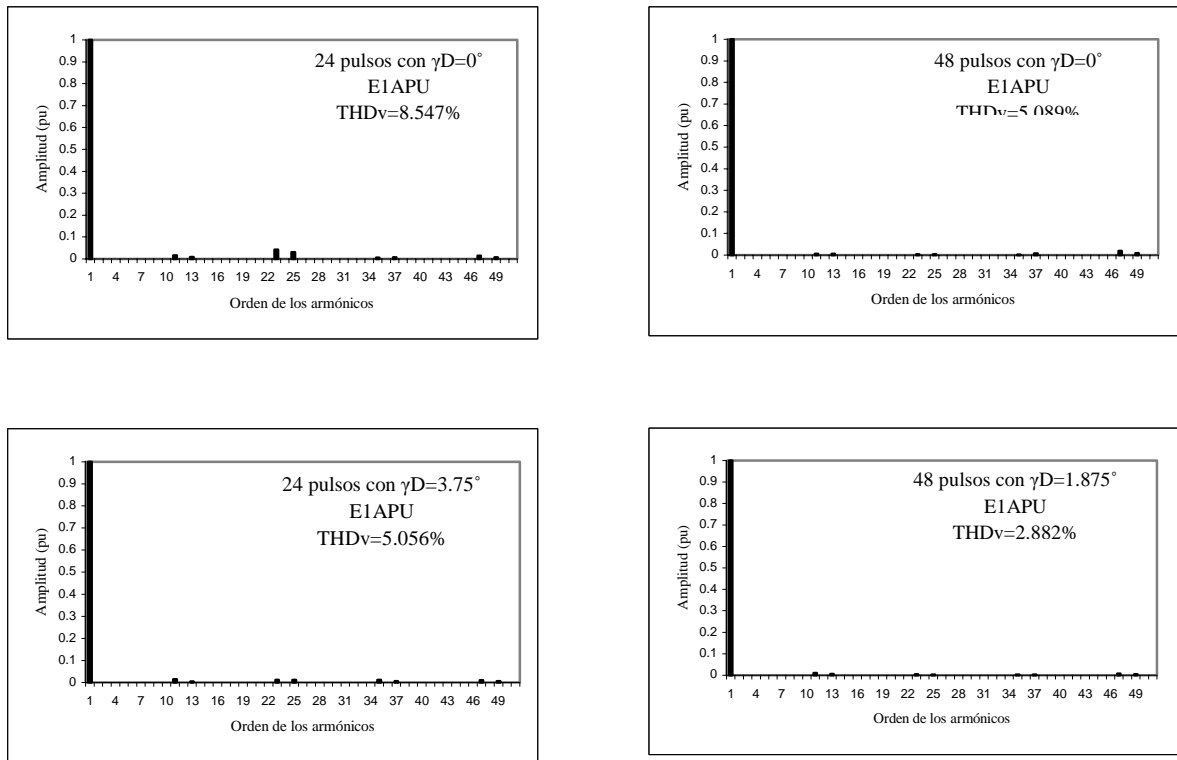 24 pulsos con γD=0°
E1APU
THDv=8.547%
Amplitud (pu)
1
0.9
0.8
0.7
0.6
0.5
0.4
0.3
0.2
0.1
0
1 4 7 10 13 16 19 22 25 28 31 34 37 40 43 46 49
Orden de los armónicos
48 pulsos con γD=0°
E1APU
THDv=5.089%
Amplitud (pu)
1
0.9
0.8
0.7
0.6
0.5
0.4
0.3
0.2
0.1
0
1 4 7 10 13 16 19 22 25 28 31 34 37 40 43 46 49
Orden de los armónicos
24 pulsos con γD=3.75°
E1APU
THDv=5.056%
Amplitud (pu)
1
0.9
0.8
0.7
0.6
0.5
0.4
0.3
0.2
0.1
0
1 4 7 10 13 16 19 22 25 28 31 34 37 40 43 46 49
Orden de los armónicos
48 pulsos con γD=1.875°
E1APU
THDv=2.882%
Amplitud (pu)
1
0.9
0.8
0.7
0.6
0.5
0.4
0.3
0.2
0.1
0
1 4 7 10 13 16 19 22 25 28 31 34 37 40 43 46 49
Orden de los armónicos